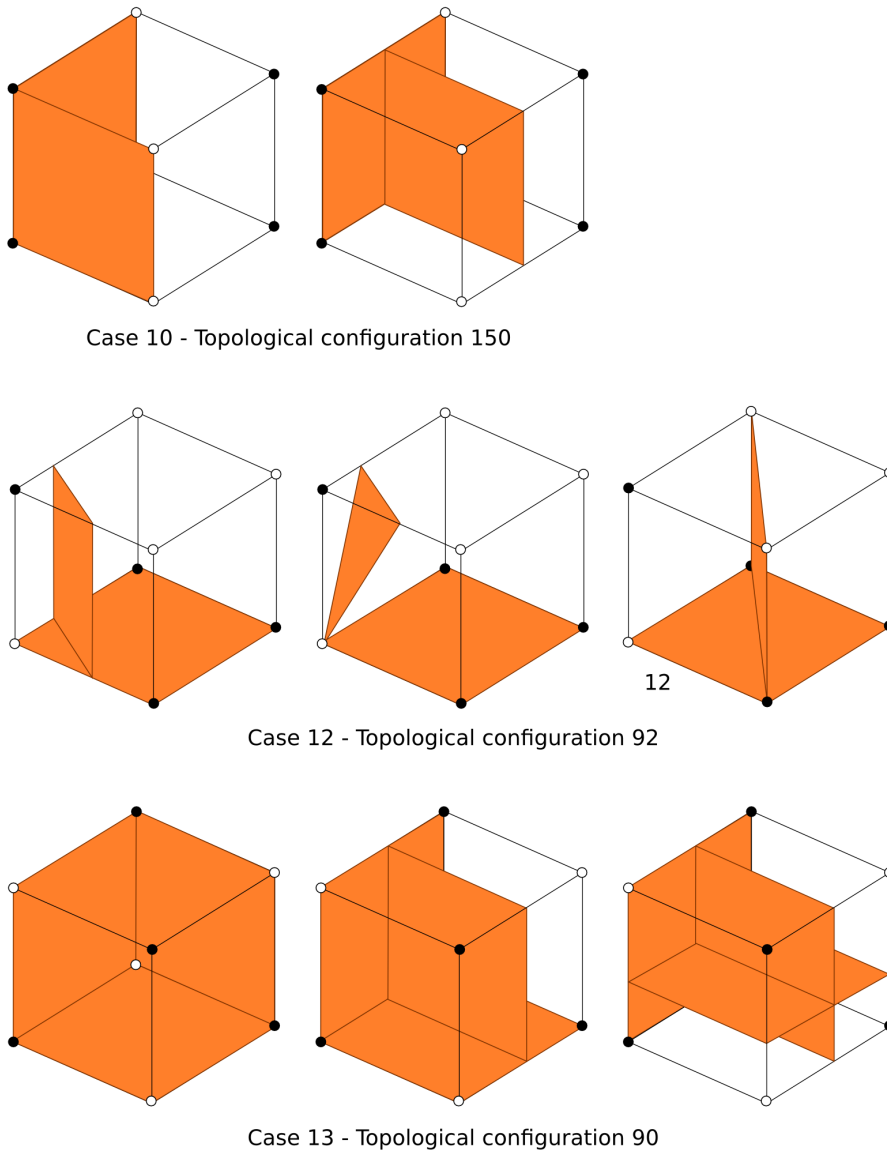 Case 10 - Topological configuration 150
12
Case 12 - Topological configuration 92
Case 13 - Topological configuration 90